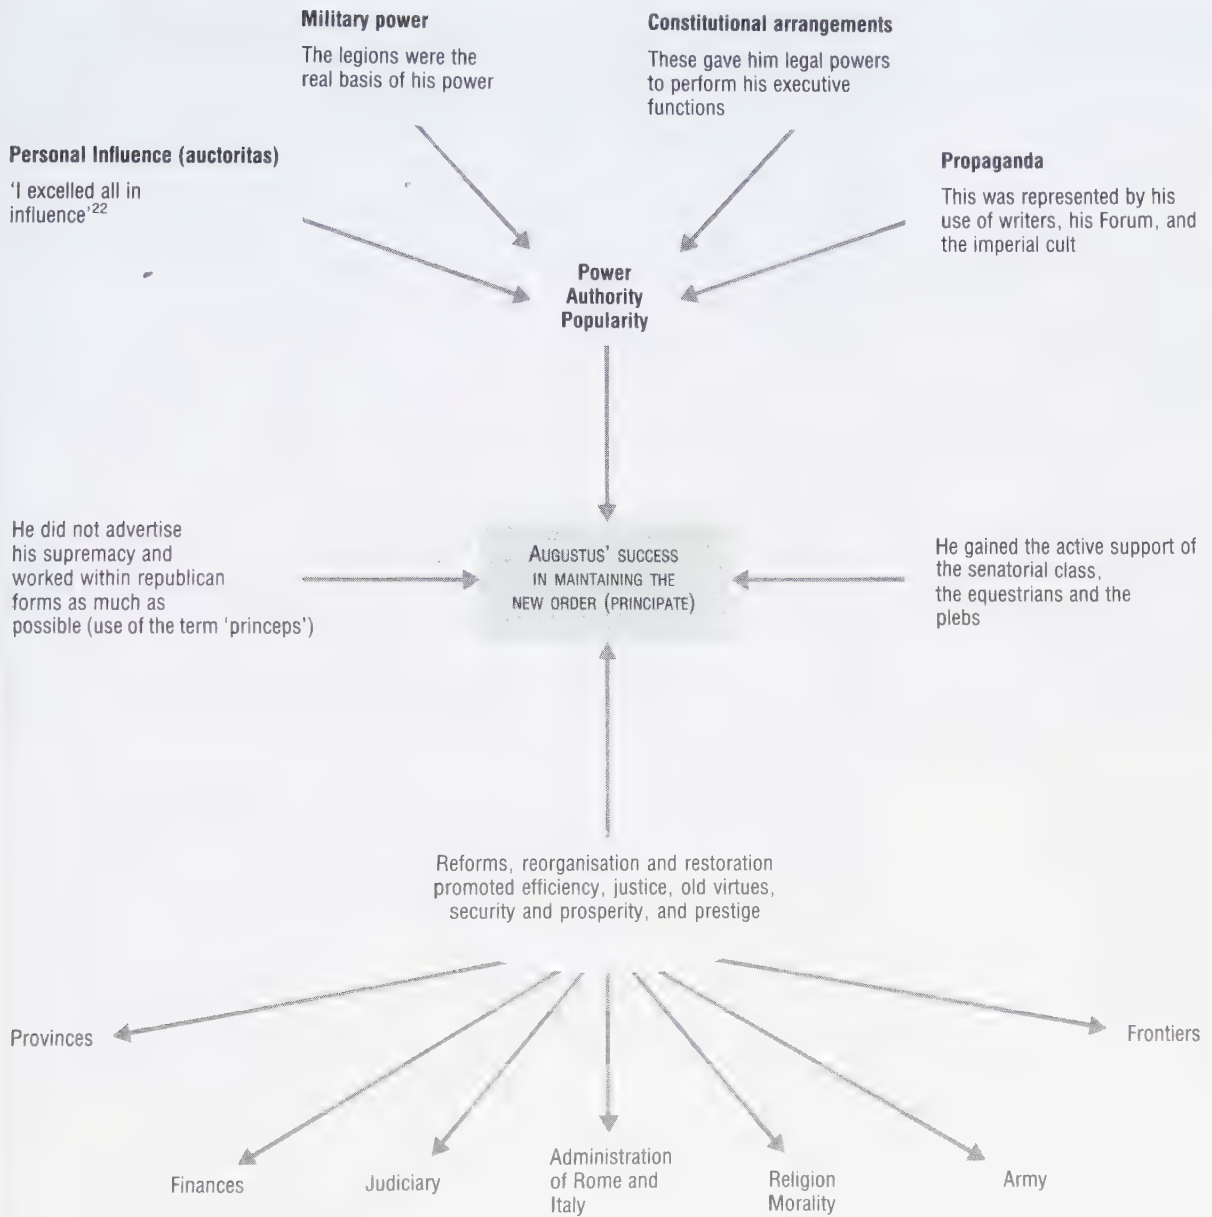 Military power
The legions were the
real basis of his power
Constitutional arrangements
These gave him legal powers
to perform his executive
functions
Personal Influence (auctoritas)
'I excelled all in
influence'²²
Propaganda
This was represented by his
use of writers, his Forum, and
the imperial cult
Power
Authority
Popularity
He did not advertise
his supremacy and
worked within republican
forms as much as
possible (use of the term 'princeps')
AUGUSTUS' SUCCESS
IN MAINTAINING THE
NEW ORDER (PRINCIPATE)
He gained the active support of
the senatorial class,
the equestrians and the
plebs
Reforms, reorganisation and restoration
promoted efficiency, justice, old virtues,
security and prosperity, and prestige
Provinces
Frontiers
Finances
Judiciary
Administration
of Rome and
Italy
Religion
Morality
Army